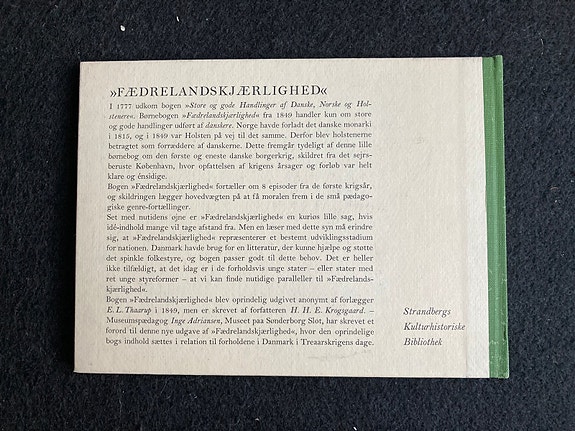 »FÆDRELANDSKJÆRLIGHED«
I 1777 udkom bogen »Store og gode Handlinger af Danske, Norske og Hol-
stenere«. Børnebogen »Fædrelandskjærlighed« fra 1849 handler kun om store
og gode handlinger udført af danskere. Norge havde forladt det danske monarki
i 1815, og i 1849 var Holsten på vej til det samme. Derfor blev holstenerne
betragtet som forrædere af danskerne. Dette fremgår tydeligt af denne lille
børnebog om den første og eneste danske borgerkrig, skildret fra det sejrs-
beruste København, hvor opfattelsen af krigens årsager og forløb var helt
klare og énsidige.
Bogen »Fædrelandskjærlighed« fortæller om 8 episoder fra de første krigsår,
og skildringen lægger hovedvægten på at få moralen frem i de små pædago-
giske genre-fortællinger.
Set med nutidens øjne er »Fædrelandskjærlighed« en kuriøs lille sag, hvis
idé-indhold mange vil tage afstand fra. Men en læser med dette syn må erindre
sig, at »Fædrelandskjærlighed« repræsenterer et bestemt udviklingsstadium
for nationen. Danmark havde brug for en litteratur, der kunne hjælpe og støtte
det spinkle folkestyre, og bogen passer godt til dette behov. Det er heller
ikke tilfældigt, at det idag er i de forholdsvis unge stater – eller stater med
ret unge styreformer – at vi kan finde nutidige paralleller til »Fædrelands-
kjærlighed«.
Bogen »Fædrelandskjærlighed« blev oprindelig udgivet anonymt af forlægger
E. L. Thaarup i 1849, men er skrevet af forfatteren H. H. E. Krogsgaard. –
Museumspædagog Inge Adriansen, Museet paa Sønderborg Slot, har skrevet et
forord til denne nye udgave af »Fædrelandskjærlighed«, hvor den oprindelige
bogs indhold sættes i relation til forholdene i Danmark i Treaarskrigens dage.
Strandbergs
Kulturhistoriske
Bibliothek